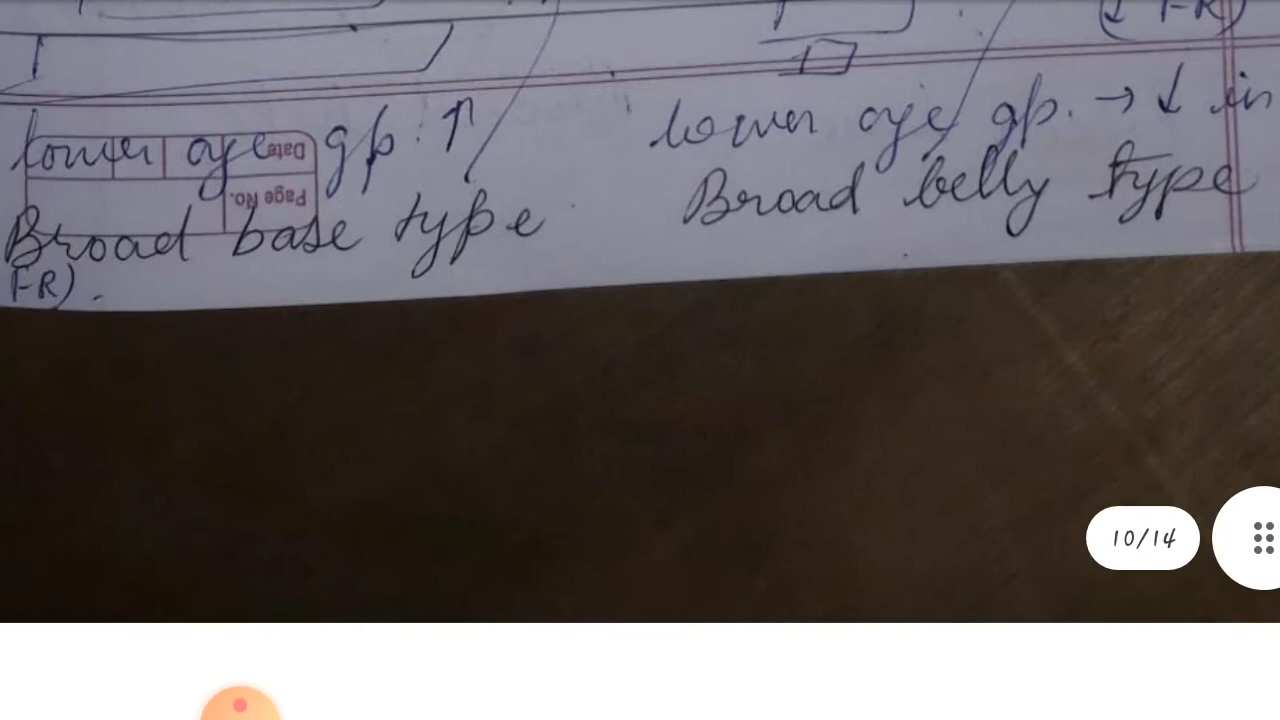 (↓ FR)
lower age gp. ↑
lower age gp. → ↓ in
Date
Page No.
Broad base type
Broad belly type
FR).
10/14